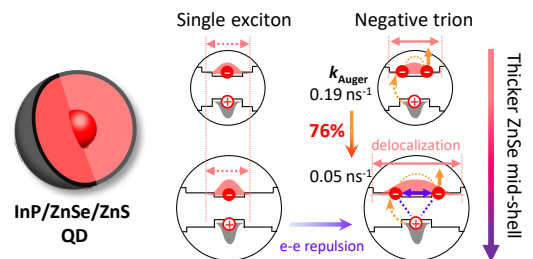 Single exciton
Negative trion
k_Auger
0.19 ns⁻¹
76%
delocalization
0.05 ns⁻¹
e-e repulsion
InP/ZnSe/ZnS
QD
Thicker ZnSe mid-shell